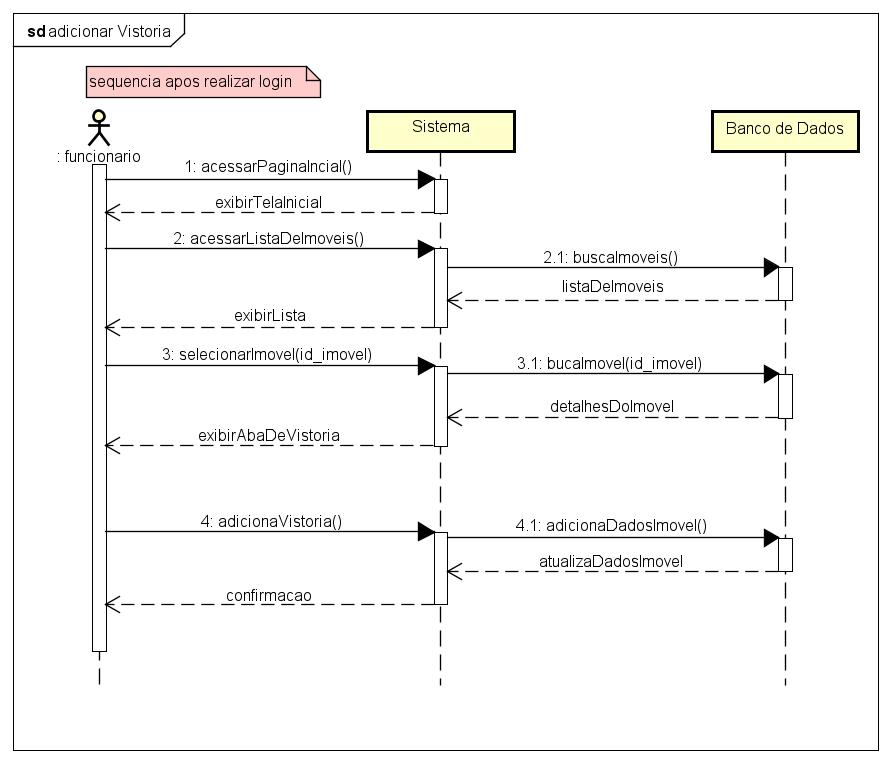 sd adicionar Vistoria
sequencia apos realizar login
: funcionario
Sistema
Banco de Dados
1: acessarPaginaIncial()
exibirTelaInicial
2: acessarListaDeImoveis()
2.1: buscaImoveis()
listaDeImoveis
exibirLista
3: selecionarImovel(id_imovel)
3.1: bucaImovel(id_imovel)
detalhesDoImovel
exibirAbaDeVistoria
4: adicionaVistoria()
4.1: adicionaDadosImovel()
atualizaDadosImovel
confirmacao